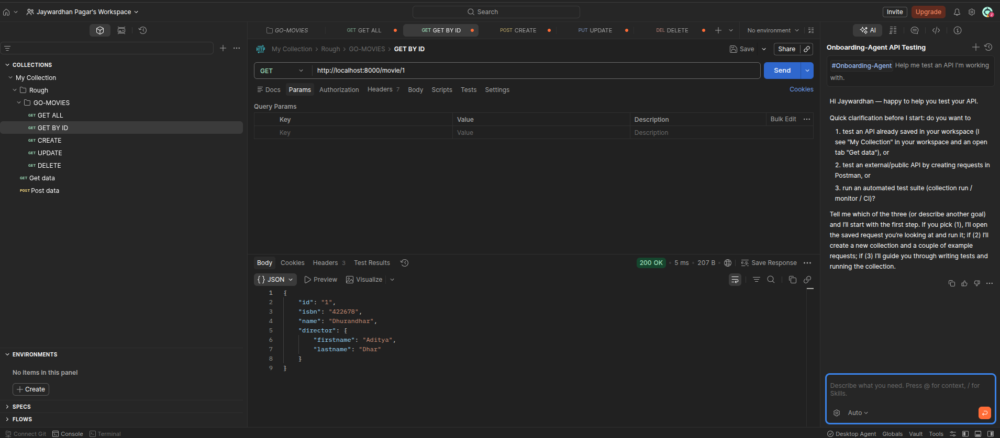 Jaywardhan Pagar's Workspace
Search
Invite
Upgrade
COLLECTIONS
My Collection
Rough
GO-MOVIES
GET GET ALL
GET GET BY ID
GET CREATE
GET UPDATE
GET DELETE
GET Get data
POST Post data
ENVIRONMENTS
No items in this panel
Create
SPECS
FLOWS
GO-MOVIES
GET GET ALL
GET GET BY ID
POST CREATE
PUT UPDATE
DEL DELETE
No environment
HTTP My Collection > Rough > GO-MOVIES > GET BY ID
Save
Share
GET
http://localhost:8000/movie/1
Send
Docs Params Authorization Headers 7 Body Scripts Tests Settings
Cookies
Query Params
Key Value Description Bulk Edit
Key Value Description
Body Cookies Headers 3 Test Results
200 OK • 5 ms • 207 B
e.g. Save Response
{} JSON Preview Visualize
1 {
2 "id": "1",
3 "isbn": "422678",
4 "name": "Dhurandhar",
5 "director": {
6 "firstname": "Aditya",
7 "lastname": "Dhar"
8 }
9 }
AI
Onboarding-Agent API Testing
#Onboarding-Agent Help me test an API I'm working
with.
Hi Jaywardhan — happy to help you test your API.
Quick clarification before I start: do you want to
1. test an API already saved in your workspace (I
see "My Collection" in your workspace and an open
tab "Get data"), or
2. test an external/public API by creating requests in
Postman, or
3. run an automated test suite (collection run /
monitor / CI)?
Tell me which of the three (or describe another goal)
and I'll start with the first step. If you pick (1), I'll open
the saved request you're looking at and run it; if (2) I'll
create a new collection and a couple of example
requests; if (3) I'll guide you through writing tests and
running the collection.
Describe what you need. Press @ for context, / for
Skills.
Auto
Connect Git Console Terminal
Desktop Agent Globals Vault Tools